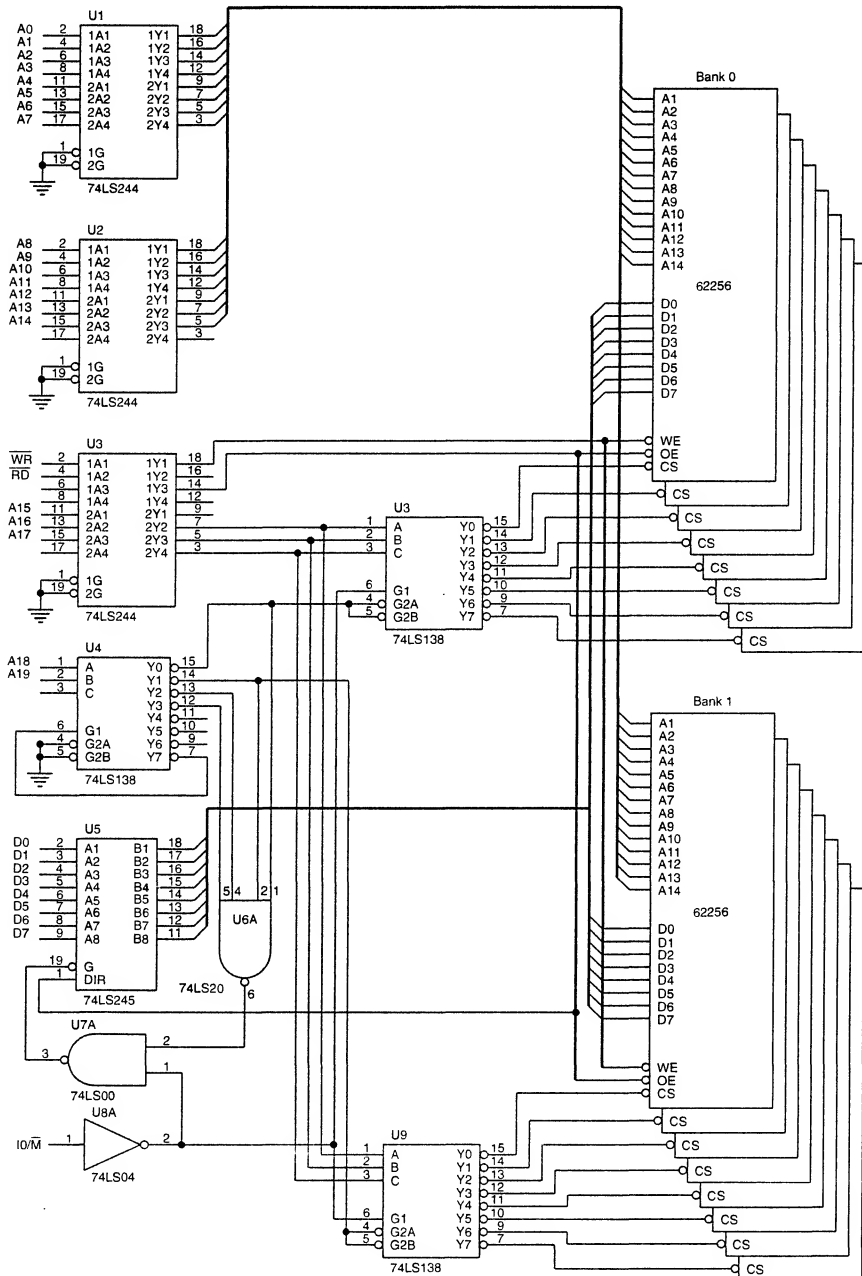 U1
A0 2 1A1 1Y1 18
A1 4 1A2 1Y2 16
A2 6 1A3 1Y3 14
A3 8 1A4 1Y4 12
A4 11 2A1 2Y1 9
A5 13 2A2 2Y2 7
A6 15 2A3 2Y3 5
A7 17 2A4 2Y4 3
1 1G
19 2G
74LS244
U2
A8 2 1A1 1Y1 18
A9 4 1A2 1Y2 16
A10 6 1A3 1Y3 14
A11 8 1A4 1Y4 12
A12 11 2A1 2Y1 9
A13 13 2A2 2Y2 7
A14 15 2A3 2Y3 5
17 2A4 2Y4 3
1 1G
19 2G
74LS244
U3
WR 2 1A1 1Y1 18
RD 4 1A2 1Y2 16
6 1A3 1Y3 14
8 1A4 1Y4 12
A15 11 2A1 2Y1 9
A16 13 2A2 2Y2 7
A17 15 2A3 2Y3 5
17 2A4 2Y4 3
1 1G
19 2G
74LS244
U3
1 A Y0 15
2 B Y1 14
3 C Y2 13
Y3 12
Y4 11
6 G1 Y5 10
4 G2A Y6 9
5 G2B Y7 7
74LS138
U4
A18 1 A Y0 15
A19 2 B Y1 14
3 C Y2 13
Y3 12
Y4 11
6 G1 Y5 10
4 G2A Y6 9
5 G2B Y7 7
74LS138
U5
D0 2 A1 B1 18
D1 3 A2 B2 17
D2 4 A3 B3 16
D3 5 A4 B4 15
D4 6 A5 B5 14
D5 7 A6 B6 13
D6 8 A7 B7 12
D7 9 A8 B8 11
19 G
1 DIR
74LS245
5 4 2 1
U6A
74LS20
6
U7A
3 2
1
74LS00
U8A
IO/M 1 2
74LS04
U9
1 A Y0 15
2 B Y1 14
3 C Y2 13
Y3 12
Y4 11
6 G1 Y5 10
4 G2A Y6 9
5 G2B Y7 7
74LS138
Bank 0
A1
A2
A3
A4
A5
A6
A7
A8
A9
A10
A11
A12
A13
A14
62256
D0
D1
D2
D3
D4
D5
D6
D7
WE
OE
CS
CS
CS
CS
CS
CS
CS
CS
Bank 1
A1
A2
A3
A4
A5
A6
A7
A8
A9
A10
A11
A12
A13
A14
62256
D0
D1
D2
D3
D4
D5
D6
D7
WE
OE
CS
CS
CS
CS
CS
CS
CS
CS